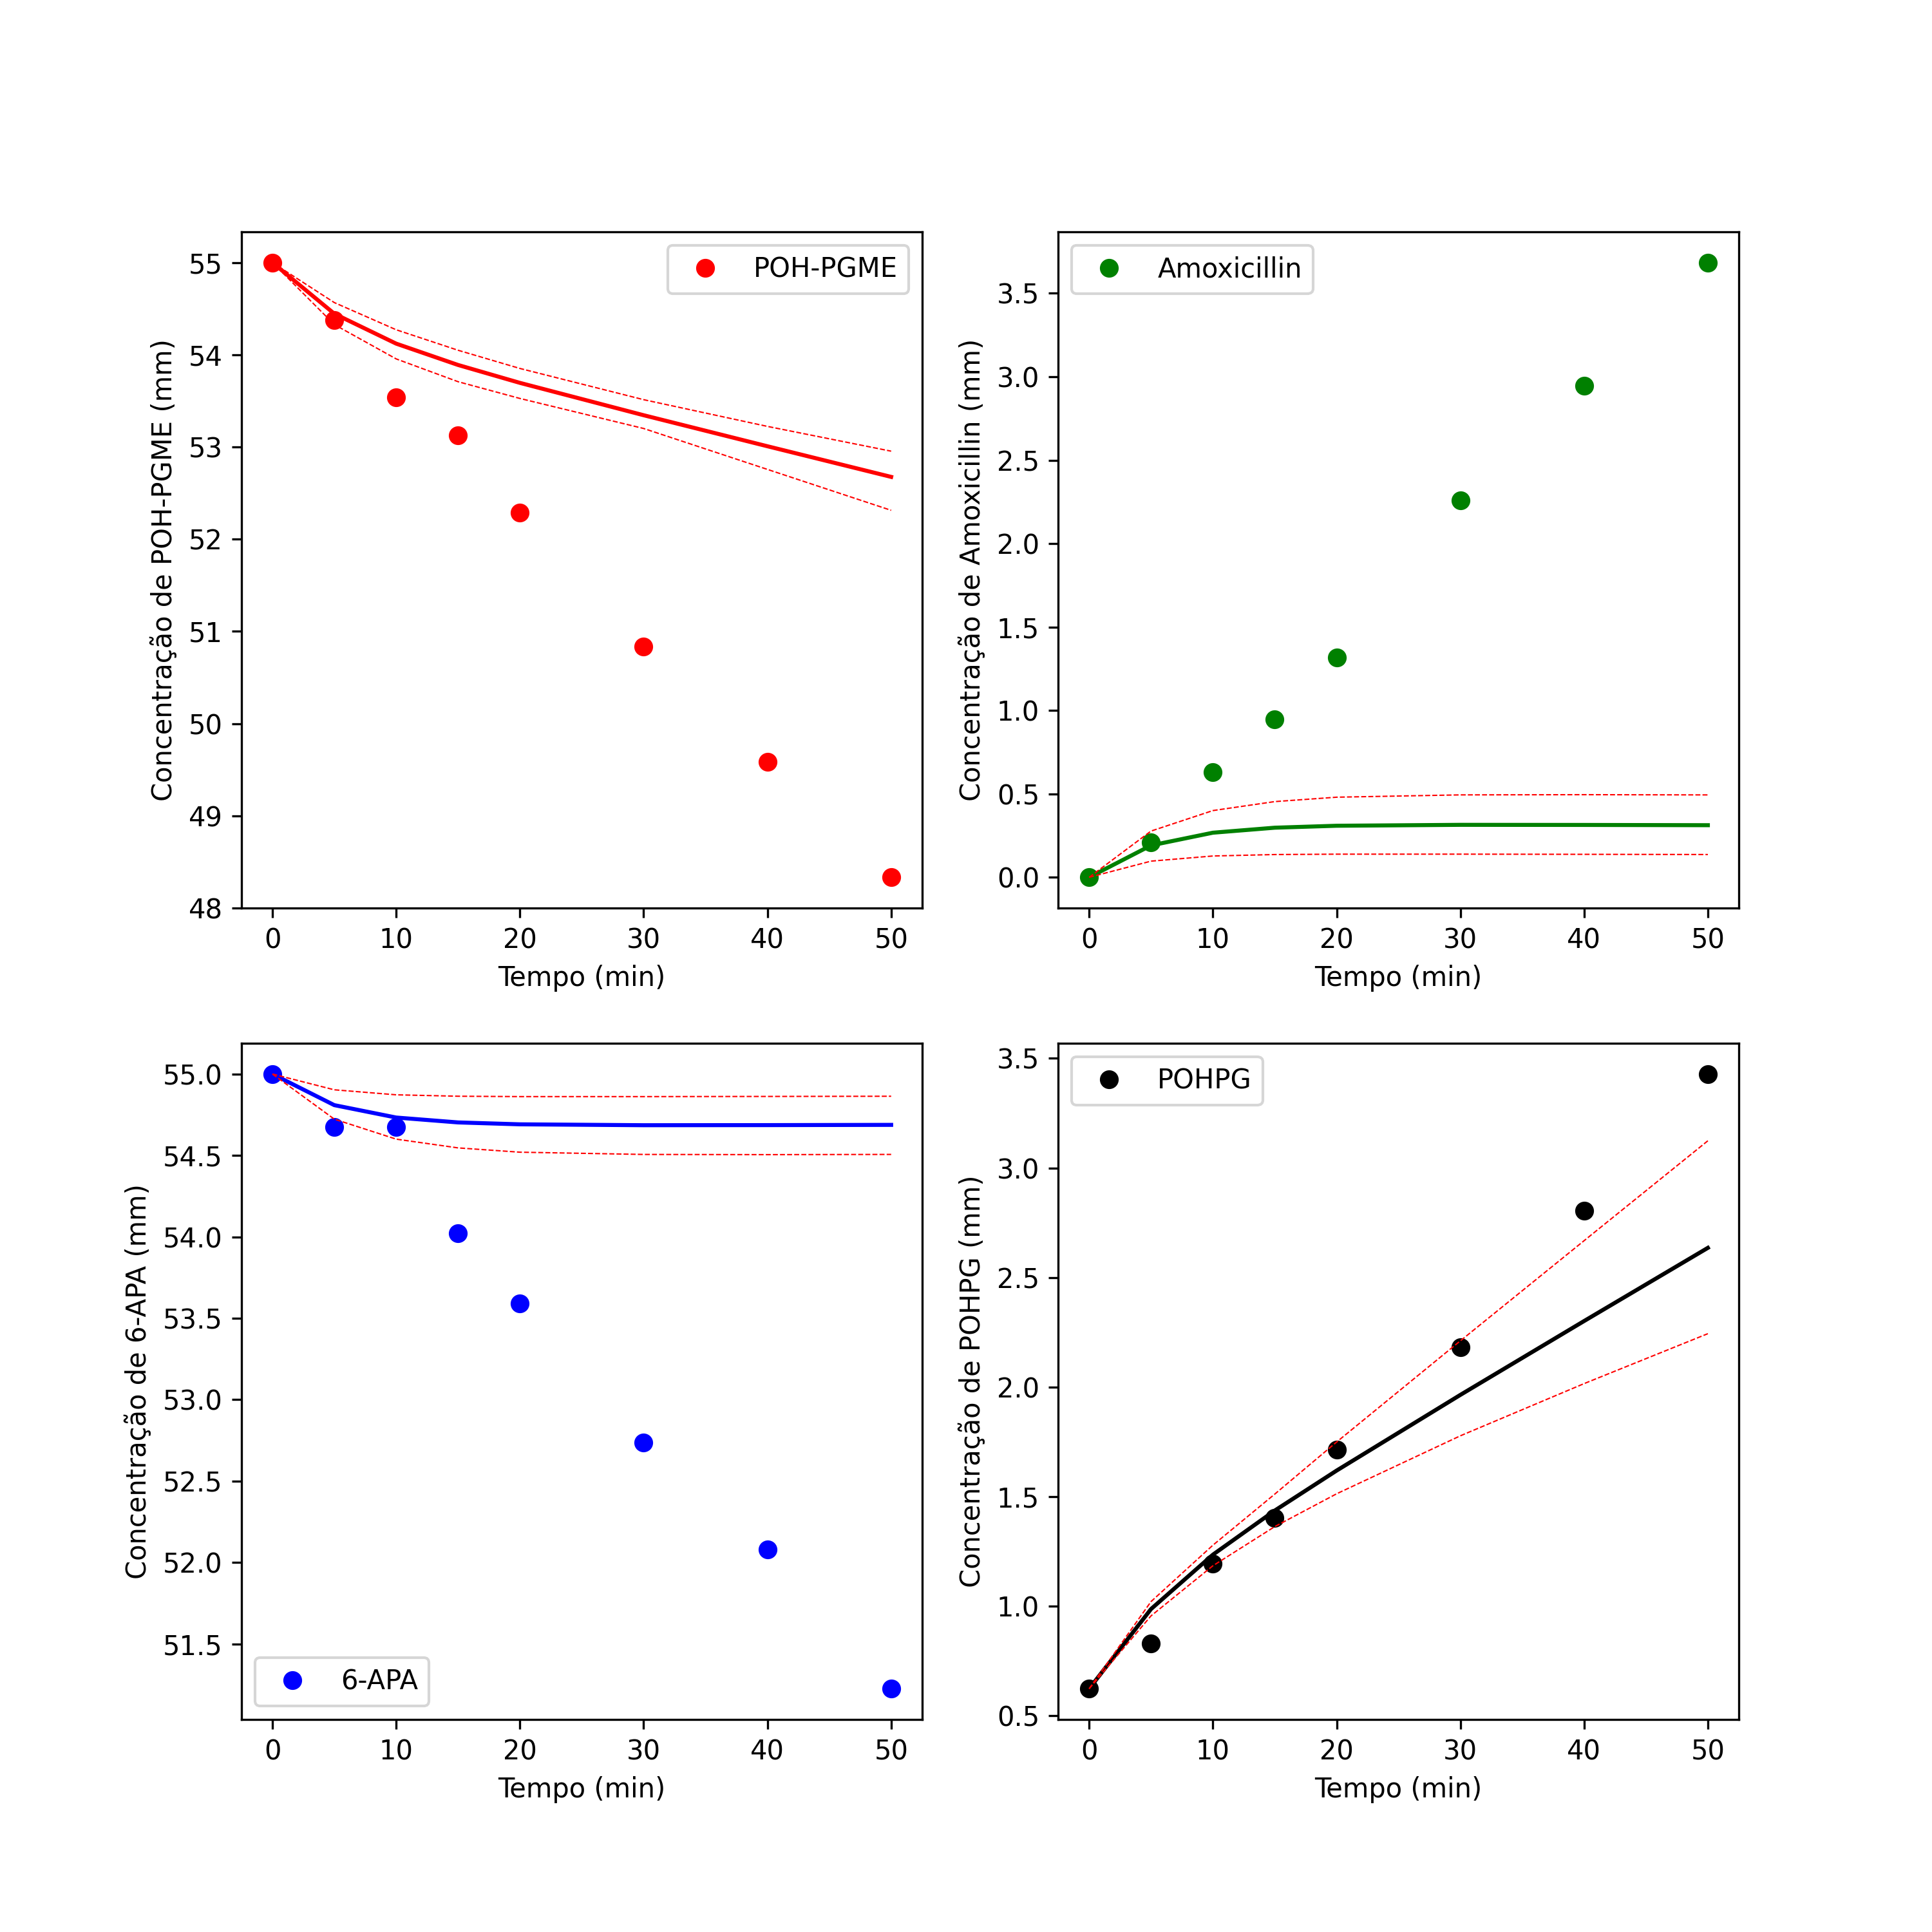 POH-PGME
Concentração de POH-PGME (mm)
55
54
53
52
51
50
49
48
0 10 20 30 40 50
Tempo (min)
Amoxicillin
Concentração de Amoxicillin (mm)
3.5
3.0
2.5
2.0
1.5
1.0
0.5
0.0
0 10 20 30 40 50
Tempo (min)
6-APA
Concentração de 6-APA (mm)
55.0
54.5
54.0
53.5
53.0
52.5
52.0
51.5
0 10 20 30 40 50
Tempo (min)
POHPG
Concentração de POHPG (mm)
3.5
3.0
2.5
2.0
1.5
1.0
0.5
0 10 20 30 40 50
Tempo (min)